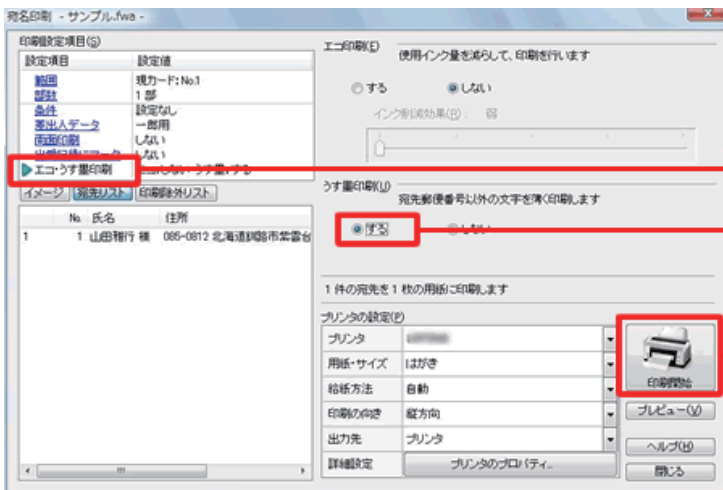 宛名印刷 - サンプル.fwa -
印刷設定項目(S)
設定項目 設定値
範囲 現カード:No.1
部数 1 部
条件 設定なし
差出人データ 一郎用
両面印刷 しない
しない
エコ・うす墨印刷
イメージ 宛先リスト 印刷除外リスト
No. 氏名 住所
1 1 山田雅行 様 085-0812 北海道釧路市紫雲台
エコ印刷(E)
使用インク量を減らして、印刷を行います
する しない
インク削減効果(R): 弱
うす墨印刷(U)
宛先郵便番号以外の文字を薄く印刷します
する しない
1 件の宛先を1 枚の用紙に印刷します
プリンタの設定(P)
プリンタ
用紙・サイズ はがき
給紙方法 自動
印刷の向き 縦方向
出力先 プリンタ
詳細設定 プリンタのプロパティ...
印刷開始
プレビュー(V)
ヘルプ(H)
閉じる